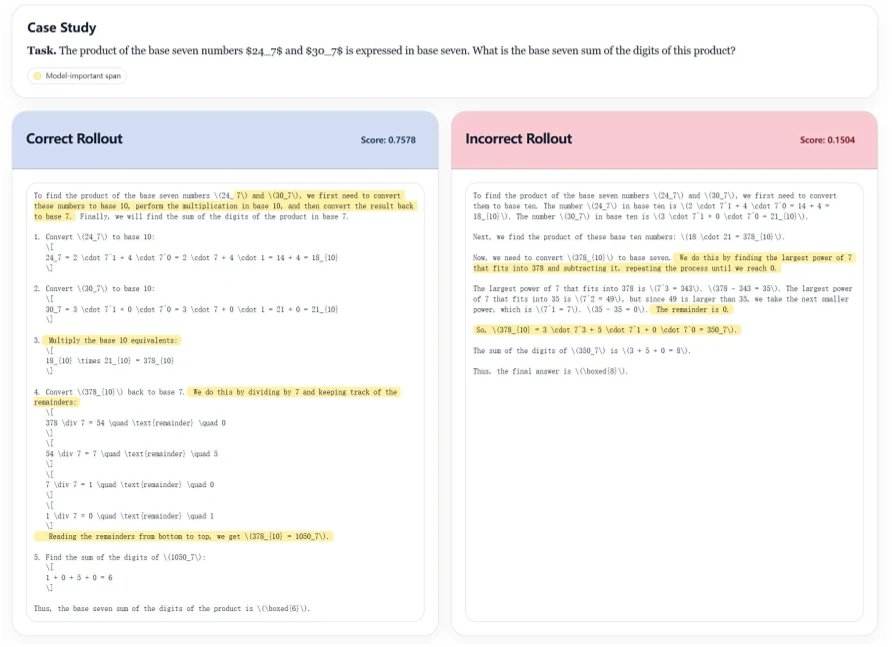 Case Study
Task. The product of the base seven numbers $24_7$ and $30_7$ is expressed in base seven. What is the base seven sum of the digits of this product?
Model-important span
Correct Rollout
Score: 0.7578
To find the product of the base seven numbers \(24_7\) and \(30_7\), we first need to convert
these numbers to base 10, perform the multiplication in base 10, and then convert the result back
to base 7. Finally, we will find the sum of the digits of the product in base 7.
1. Convert \(24_7\) to base 10:
\[
24_7 = 2 \cdot 7^1 + 4 \cdot 7^0 = 2 \cdot 7 + 4 \cdot 1 = 14 + 4 = 18_{10}
\]
2. Convert \(30_7\) to base 10:
\[
30_7 = 3 \cdot 7^1 + 0 \cdot 7^0 = 3 \cdot 7 + 0 \cdot 1 = 21 + 0 = 21_{10}
\]
3. Multiply the base 10 equivalents:
\[
18_{10} \times 21_{10} = 378_{10}
\]
4. Convert \(378_{10}\) back to base 7. We do this by dividing by 7 and keeping track of the
remainders:
\[
378 \div 7 = 54 \quad \text{remainder} \quad 0
\]
\[
54 \div 7 = 7 \quad \text{remainder} \quad 5
\]
\[
7 \div 7 = 1 \quad \text{remainder} \quad 0
\]
\[
1 \div 7 = 0 \quad \text{remainder} \quad 1
\]
Reading the remainders from bottom to top, we get \(378_{10} = 1050_7\).
5. Find the sum of the digits of \(1050_7\):
\[
1 + 0 + 5 + 0 = 6
\]
Thus, the base seven sum of the digits of the product is \(\boxed{6}\).
Incorrect Rollout
Score: 0.1504
To find the product of the base seven numbers \(24_7\) and \(30_7\), we first need to convert
them to base ten. The number \(24_7\) in base ten is \(2 \cdot 7^1 + 4 \cdot 7^0 = 14 + 4 =
18_{10}\). The number \(30_7\) in base ten is \(3 \cdot 7^1 + 0 \cdot 7^0 = 21_{10}\).
Next, we find the product of these base ten numbers: \(18 \cdot 21 = 378_{10}\).
Now, we need to convert \(378_{10}\) to base seven. We do this by finding the largest power of 7
that fits into 378 and subtracting it, repeating the process until we reach 0.
The largest power of 7 that fits into 378 is \(7^3 = 343\). \(378 - 343 = 35\). The largest power
of 7 that fits into 35 is \(7^2 = 49\), but since 49 is larger than 35, we take the next smaller
power, which is \(7^1 = 7\). \(35 - 35 = 0\). The remainder is 0.
So, \(378_{10} = 3 \cdot 7^3 + 5 \cdot 7^1 + 0 \cdot 7^0 = 350_7\).
The sum of the digits of \(350_7\) is \(3 + 5 + 0 = 8\).
Thus, the final answer is \(\boxed{8}\).